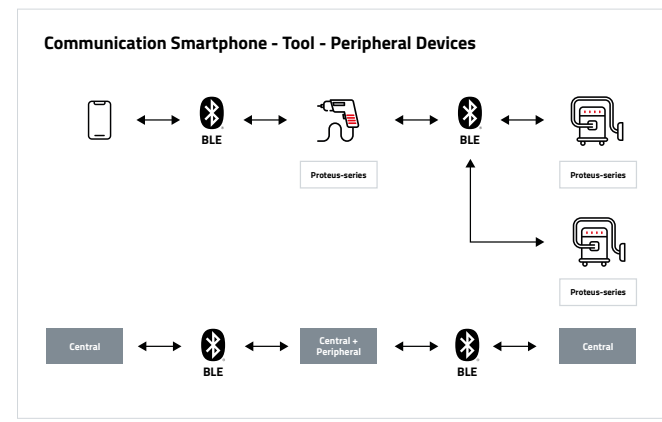 Communication Smartphone - Tool - Peripheral Devices
BLE
BLE
Proteus-series
Proteus-series
Proteus-series
Central
Central +
Peripheral
Central
BLE
BLE